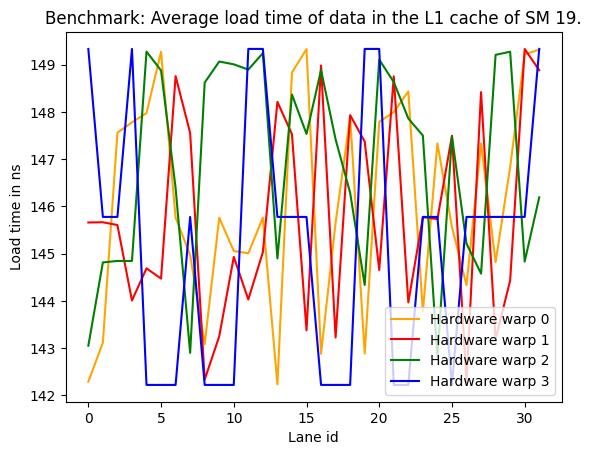 Benchmark: Average load time of data in the L1 cache of SM 19.
Load time in ns
149
148
147
146
145
144
143
142
Hardware warp 0
Hardware warp 1
Hardware warp 2
Hardware warp 3
0 5 10 15 20 25 30
Lane id